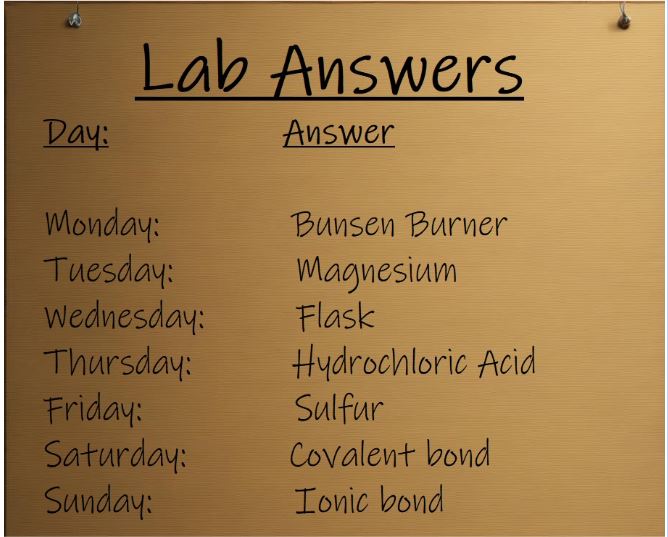 Lab Answers
Day: Answer
Monday: Bunsen Burner
Tuesday: Magnesium
Wednesday: Flask
Thursday: Hydrochloric Acid
Friday: Sulfur
Saturday: Covalent bond
Sunday: Ionic bond